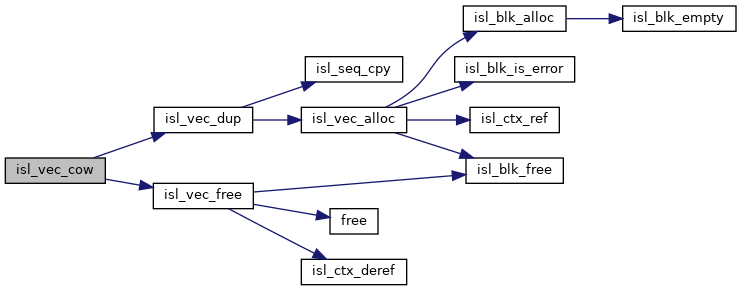 isl_blk_alloc
isl_blk_empty
isl_seq_cpy
isl_blk_is_error
isl_vec_dup
isl_vec_alloc
isl_ctx_ref
isl_vec_cow
isl_blk_free
isl_vec_free
free
isl_ctx_deref